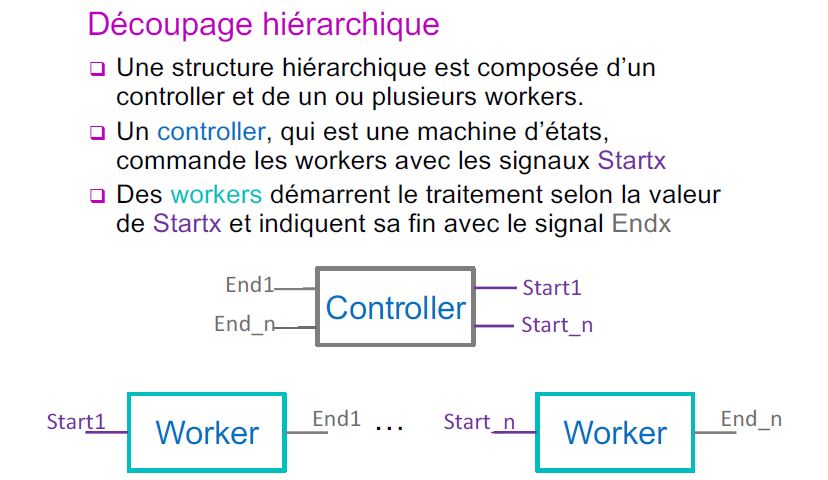 Découpage hiérarchique
Une structure hiérarchique est composée d’un
controller et de un ou plusieurs workers.
Un controller, qui est une machine d’états,
commande les workers avec les signaux Startx
Des workers démarrent le traitement selon la valeur
de Startx et indiquent sa fin avec le signal Endx
End1
Controller
Start1
End_n
Start_n
Start1
Worker
End1
...
Start_n
Worker
End_n